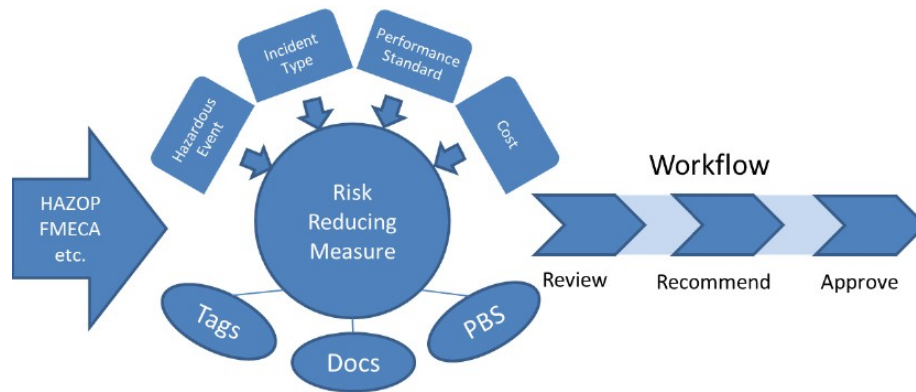 HAZOP
FMECA
etc.
Hazardous
Event
Incident
Type
Performance
Standard
Cost
Risk
Reducing
Measure
Tags
Docs
PBS
Workflow
Review
Recommend
Approve